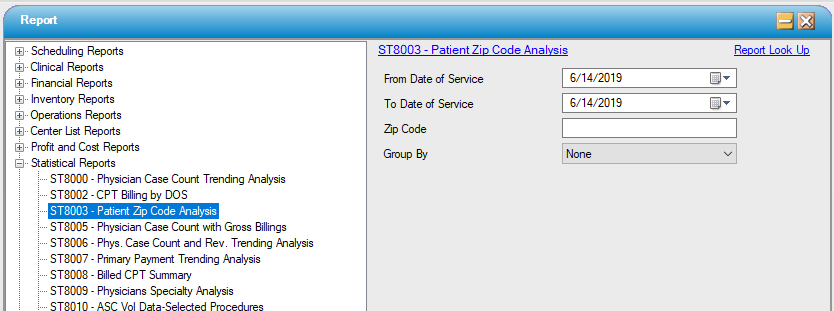 Report
Scheduling Reports
Clinical Reports
Financial Reports
Inventory Reports
Operations Reports
Center List Reports
Profit and Cost Reports
Statistical Reports
ST8000 - Physician Case Count Trending Analysis
ST8002 - CPT Billing by DOS
ST8003 - Patient Zip Code Analysis
ST8005 - Physician Case Count with Gross Billings
ST8006 - Phys. Case Count and Rev. Trending Analysis
ST8007 - Primary Payment Trending Analysis
ST8008 - Billed CPT Summary
ST8009 - Physicians Specialty Analysis
ST8010 - ASC Vol Data-Selected Procedures
ST8003 - Patient Zip Code Analysis Report Look Up
From Date of Service 6/14/2019
To Date of Service 6/14/2019
Zip Code
Group By None